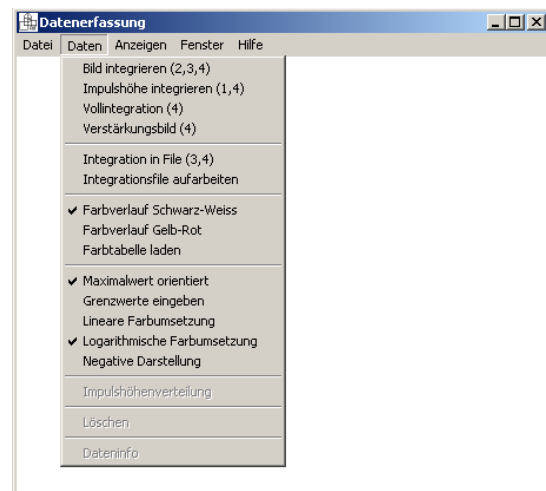 Datenerfassung
Datei Daten Anzeigen Fenster Hilfe
Bild integrieren (2,3,4)
Impulshöhe integrieren (1,4)
Vollintegration (4)
Verstärkungsbild (4)
Integration in File (3,4)
Integrationsfile aufarbeiten
Farbverlauf Schwarz-Weiss
Farbverlauf Gelb-Rot
Farbtabelle laden
Maximalwert orientiert
Grenzwerte eingeben
Lineare Farbumsetzung
Logarithmische Farbumsetzung
Negative Darstellung
Impulshöhenverteilung
Löschen
Dateninfo